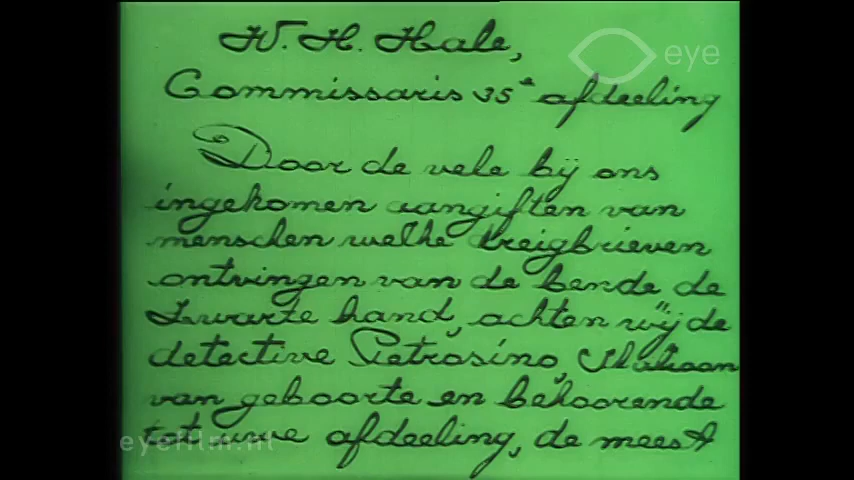 W. H. Hale,
eye
Commissaris 35e afdeeling
Door de vele bij ons
ingekomen aangiften van
menschen welke dreigbrieven
ontvingen van de bende de
Zwarte hand, achten wij de
detective Pietrosino, Italiaan
van geboorte en behoorende
tot uwe afdeeling, de meest
eyefilm.nl